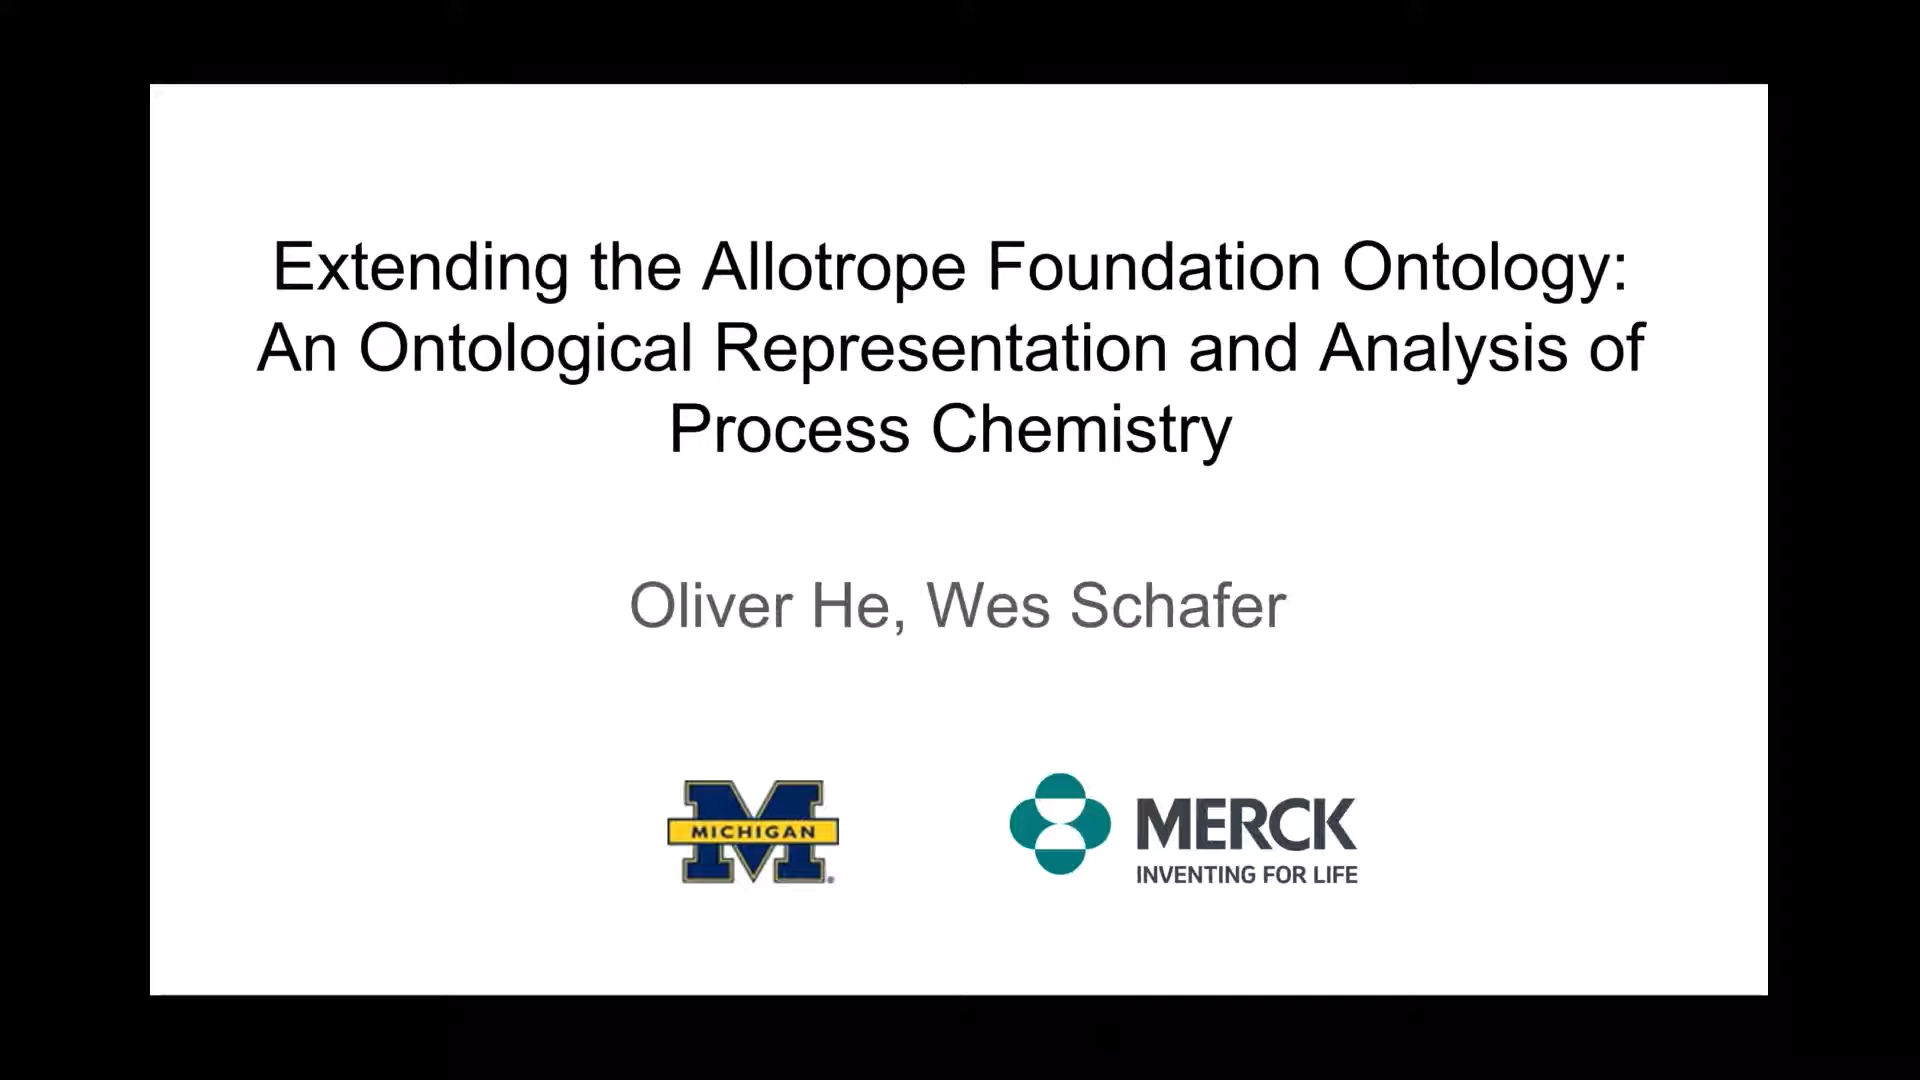 Extending the Allotrope Foundation Ontology:
An Ontological Representation and Analysis of
Process Chemistry
Oliver He, Wes Schafer
MICHIGAN
MERCK
INVENTING FOR LIFE